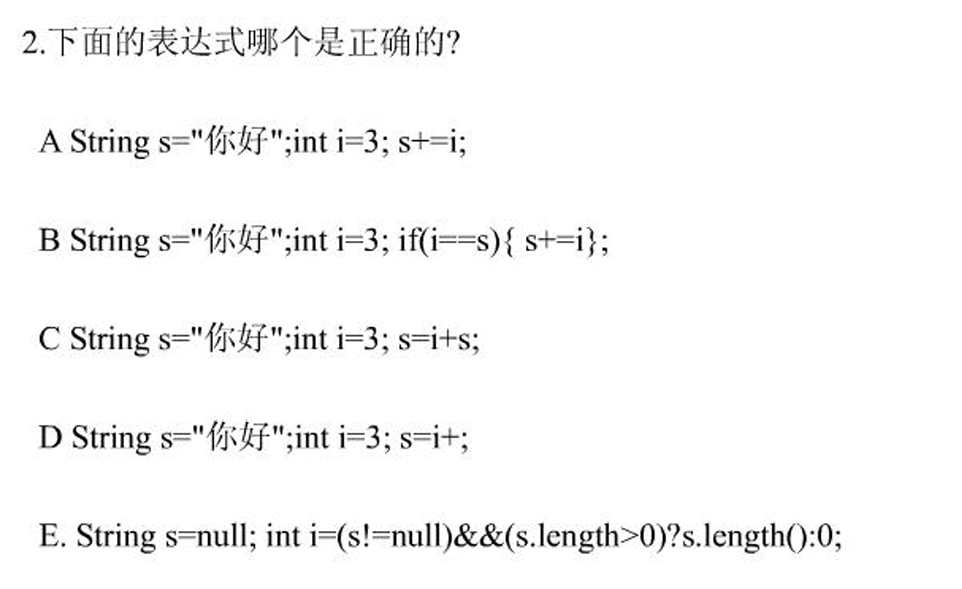 2.下面的表达式哪个是正确的?
A String s="你好";int i=3; s+=i;
B String s="你好";int i=3; if(i==s){ s+=i};
C String s="你好";int i=3; s=i+s;
D String s="你好";int i=3; s=i+;
E. String s=null; int i=(s!=null)&&(s.length>0)?s.length():0;